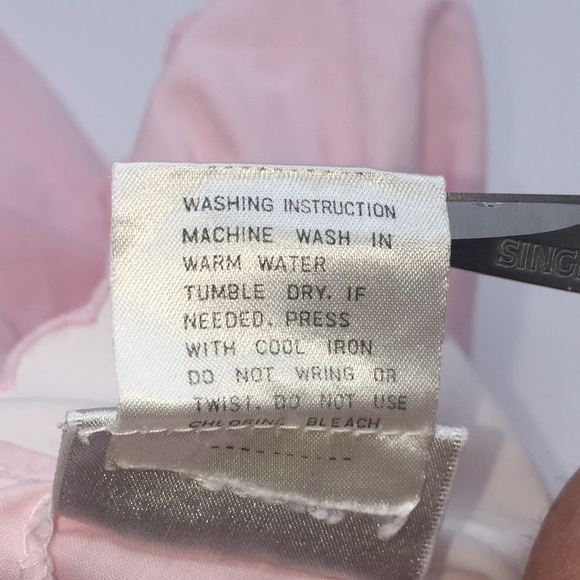 WASHING INSTRUCTION
MACHINE WASH IN
WARM WATER
TUMBLE DRY. IF
NEEDED. PRESS
WITH COOL IRON
DO NOT WRING OR
TWIST. DO NOT USE
CHLORINE BLEACH
SING